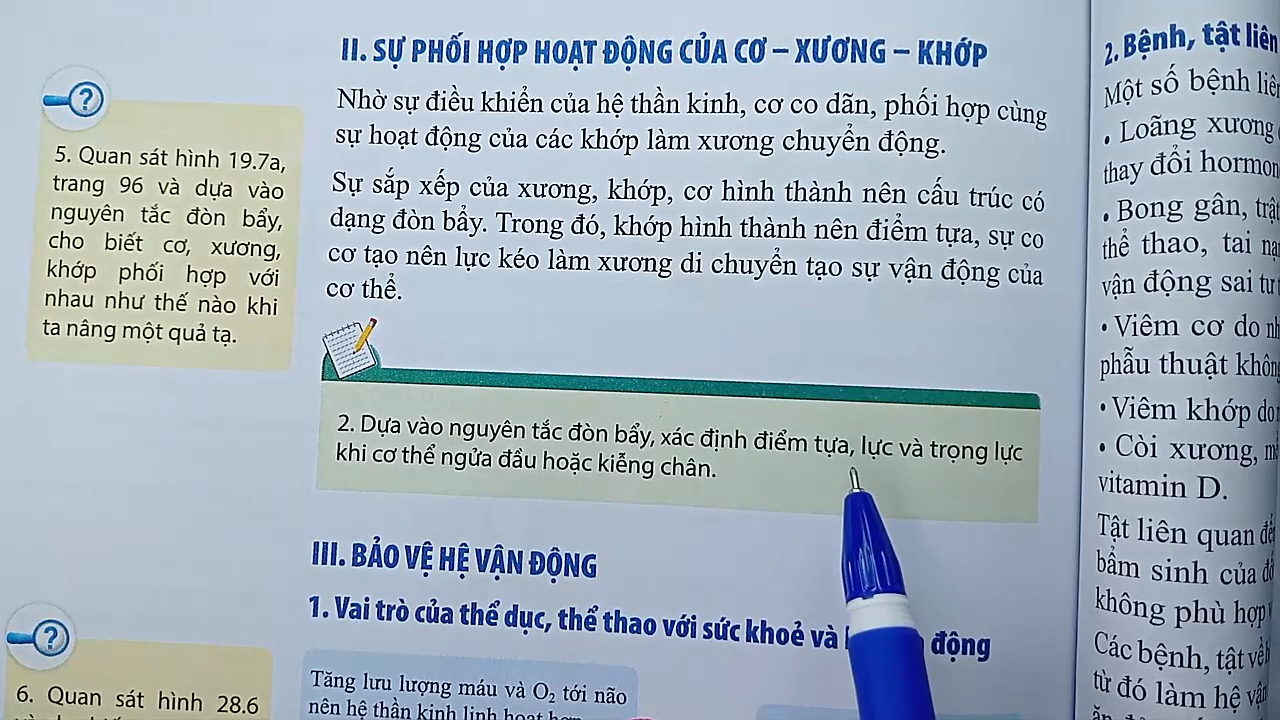 II. SỰ PHỐI HỢP HOẠT ĐỘNG CỦA CƠ – XƯƠNG – KHỚP
Nhờ sự điều khiển của hệ thần kinh, cơ co dãn, phối hợp cùng
sự hoạt động của các khớp làm xương chuyển động.
Sự sắp xếp của xương, khớp, cơ hình thành nên cấu trúc có
dạng đòn bẩy. Trong đó, khớp hình thành nên điểm tựa, sự co
cơ tạo nên lực kéo làm xương di chuyển tạo sự vận động của
cơ thể.
?
5. Quan sát hình 19.7a,
trang 96 và dựa vào
nguyên tắc đòn bẩy,
cho biết cơ, xương,
khớp phối hợp với
nhau như thế nào khi
ta nâng một quả tạ.
2. Dựa vào nguyên tắc đòn bẩy, xác định điểm tựa, lực và trọng lực
khi cơ thể ngửa đầu hoặc kiễng chân.
III. BẢO VỆ HỆ VẬN ĐỘNG
1. Vai trò của thể dục, thể thao với sức khoẻ và động
?
6. Quan sát hình 28.6
Tăng lưu lượng máu và O₂ tới não
nên hệ thần kinh linh hoạt
2. Bệnh, tật liên
Một số bệnh
• Loãng xương
thay đổi
• Bong gân,
thể thao, tai
vận động sai tư
• Viêm cơ do
phẫu thuật
• Viêm khớp do
• Còi xương,
vitamin D.
Tật liên quan
bẩm sinh của
không phù hợp
Các bệnh, tật về
từ đó làm hệ